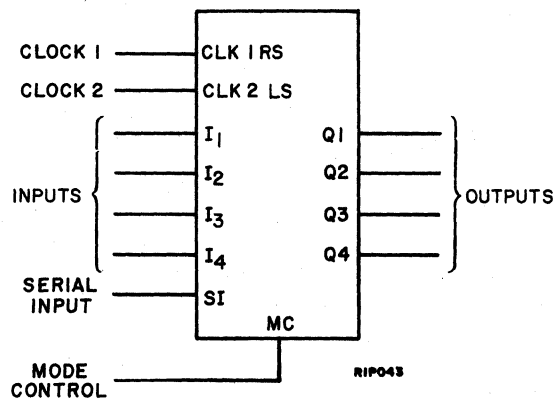 CLOCK 1
CLK 1 RS
CLOCK 2
CLK 2 LS
I1
Q1
I2
Q2
INPUTS
OUTPUTS
I3
Q3
I4
Q4
SERIAL
INPUT
SI
MC
MODE
CONTROL
RIP043